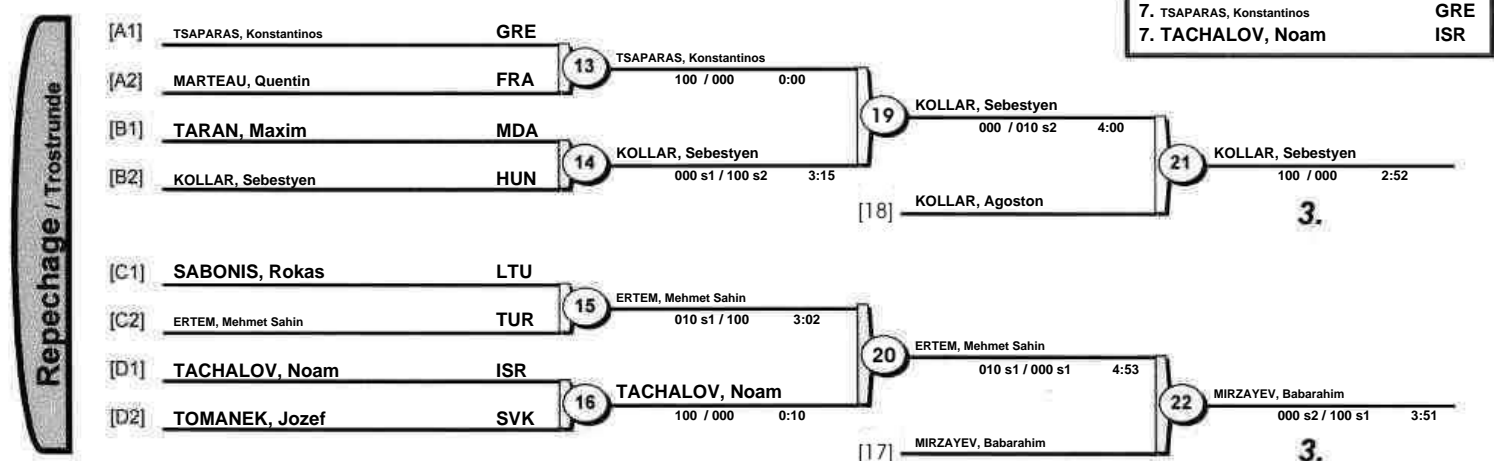 7. TSAPARAS, Konstantinos GRE
7. TACHALOV, Noam ISR
Repechage / Trostrunde
[A1] TSAPARAS, Konstantinos GRE
[A2] MARTEAU, Quentin FRA
13
TSAPARAS, Konstantinos
100 / 000 0:00
[B1] TARAN, Maxim MDA
[B2] KOLLAR, Sebestyen HUN
14
KOLLAR, Sebestyen
000 s1 / 100 s2 3:15
19
KOLLAR, Sebestyen
000 / 010 s2 4:00
[18] KOLLAR, Agoston
21
KOLLAR, Sebestyen
100 / 000 2:52
3.
[C1] SABONIS, Rokas LTU
[C2] ERTEM, Mehmet Sahin TUR
15
ERTEM, Mehmet Sahin
010 s1 / 100 3:02
[D1] TACHALOV, Noam ISR
[D2] TOMANEK, Jozef SVK
16
TACHALOV, Noam
100 / 000 0:10
20
ERTEM, Mehmet Sahin
010 s1 / 000 s1 4:53
[17] MIRZAYEV, Babarahim
22
MIRZAYEV, Babarahim
000 s2 / 100 s1 3:51
3.